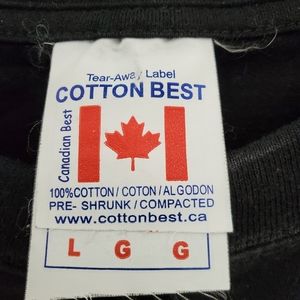 Tear-Away Label
COTTON BEST
Canadian Best
100%COTTON / COTON / ALGODON
PRE- SHRUNK / COMPACTED
www.cottonbest.ca
L G G